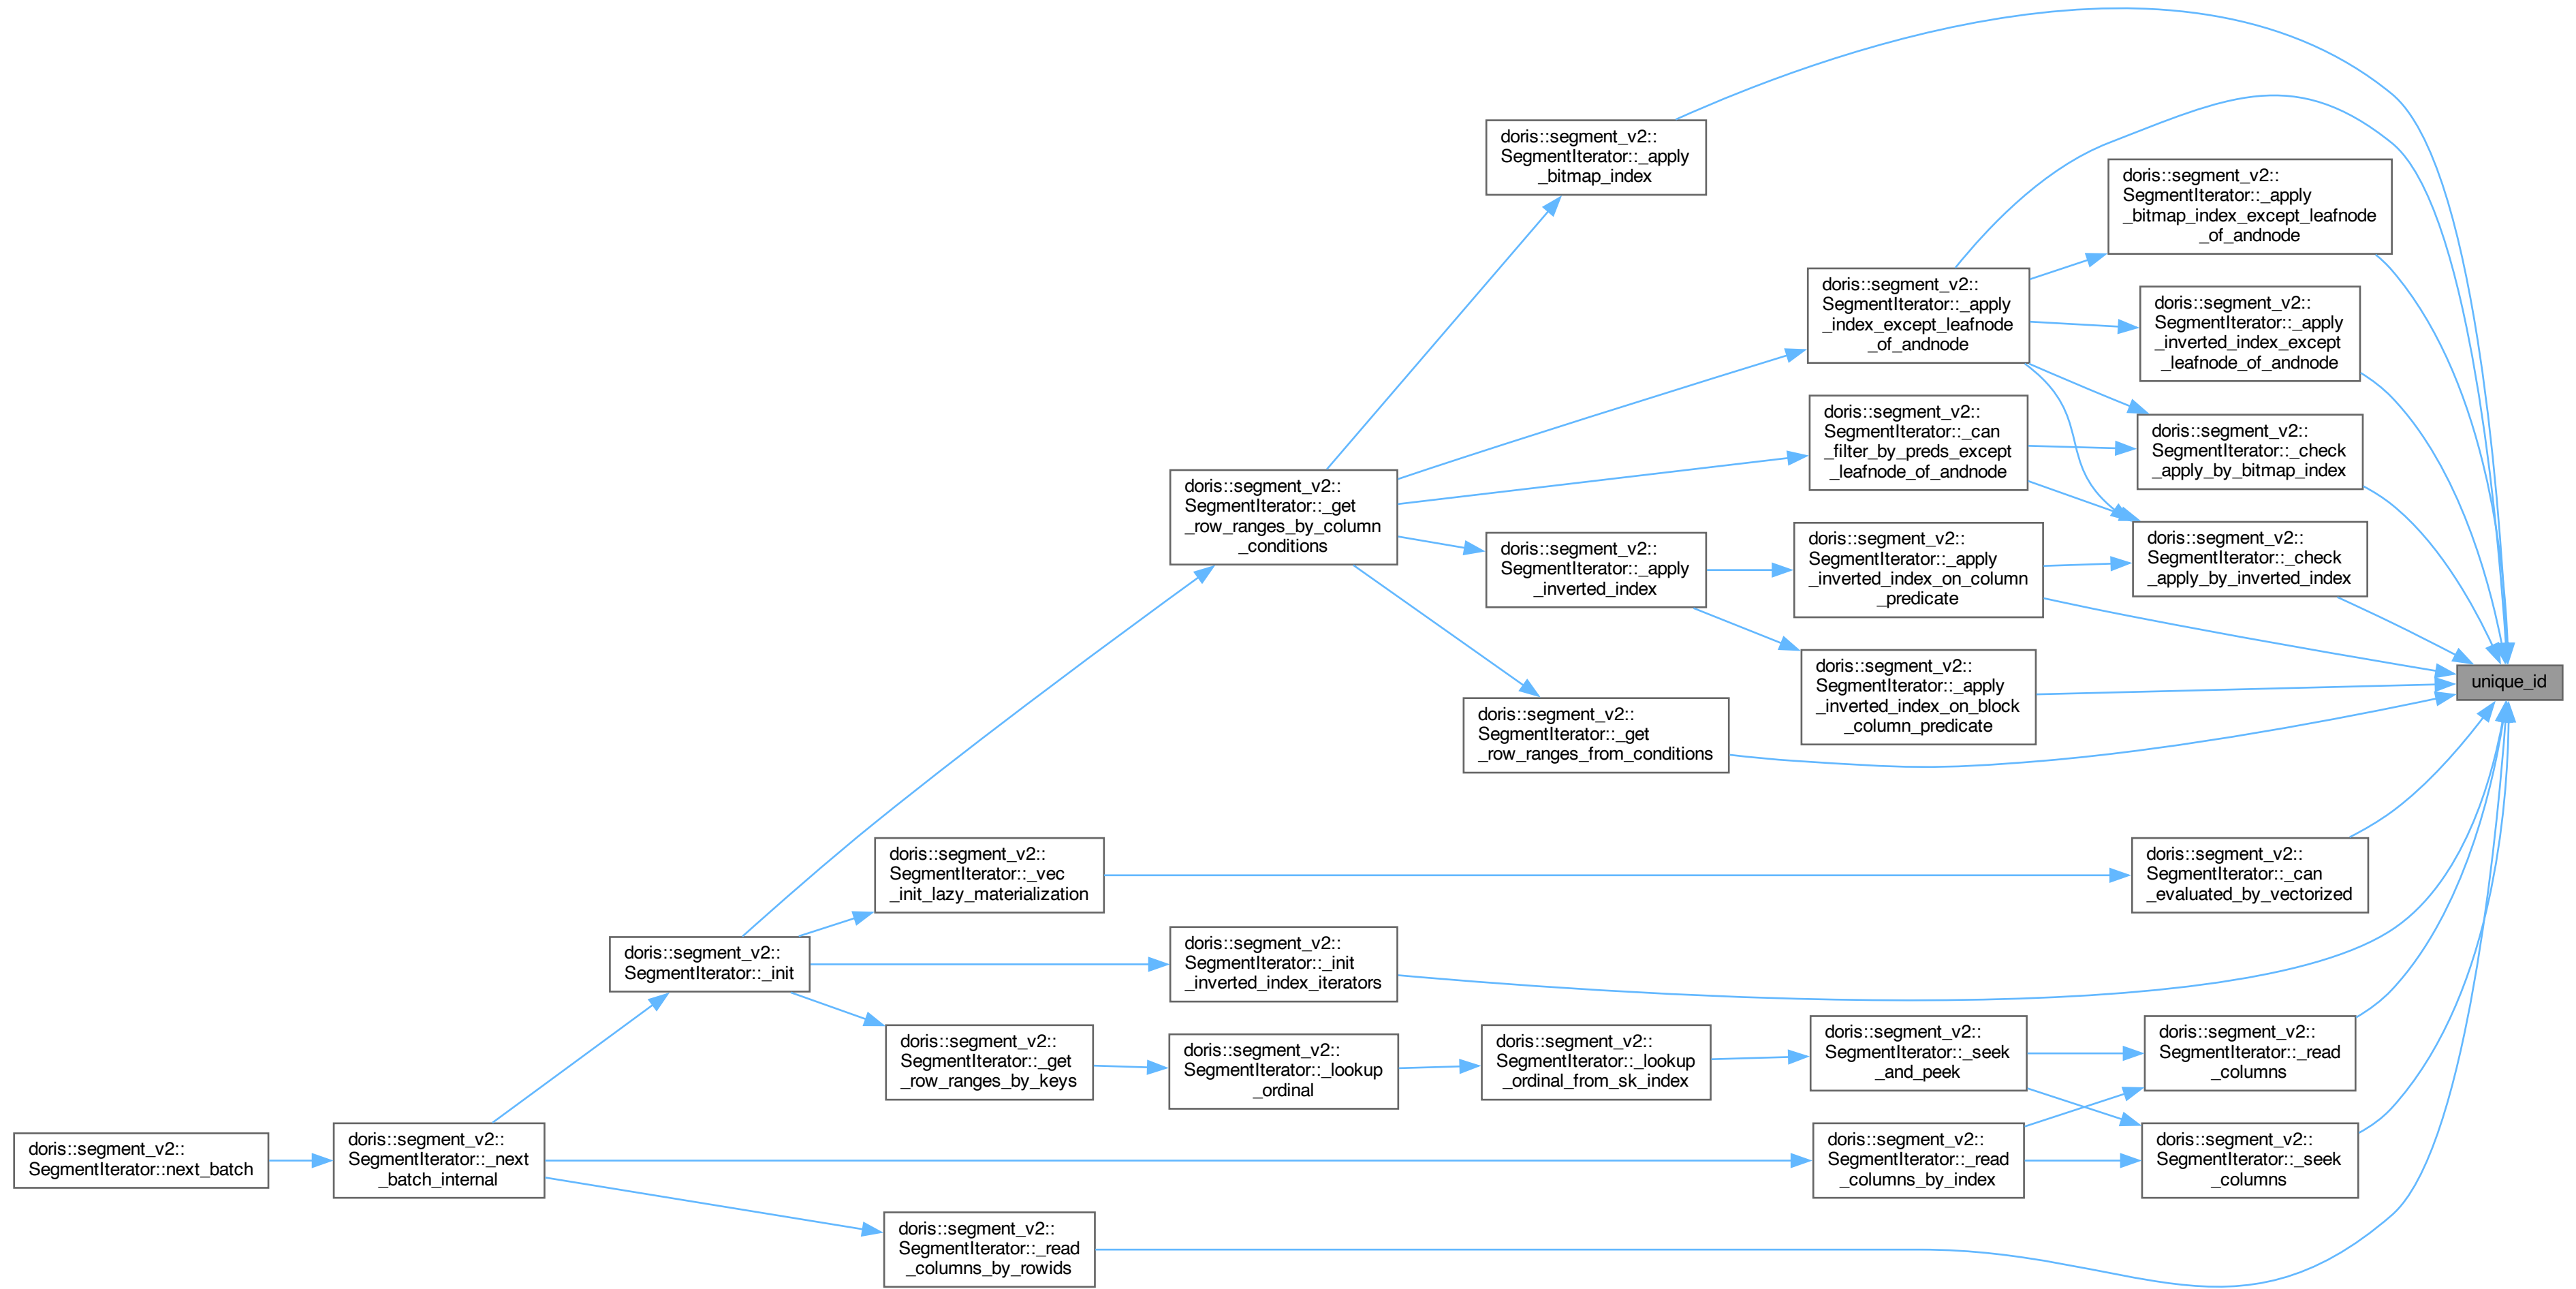 doris::segment_v2::
SegmentIterator::_apply
_bitmap_index
doris::segment_v2::
SegmentIterator::_apply
_bitmap_index_except_leafnode
_of_andnode
doris::segment_v2::
SegmentIterator::_apply
_index_except_leafnode
_of_andnode
doris::segment_v2::
SegmentIterator::_apply
_inverted_index_except
_leafnode_of_andnode
doris::segment_v2::
SegmentIterator::_can
_filter_by_preds_except
_leafnode_of_andnode
doris::segment_v2::
SegmentIterator::_check
_apply_by_bitmap_index
doris::segment_v2::
SegmentIterator::_get
_row_ranges_by_column
_conditions
doris::segment_v2::
SegmentIterator::_apply
_inverted_index
doris::segment_v2::
SegmentIterator::_apply
_inverted_index_on_column
_predicate
doris::segment_v2::
SegmentIterator::_check
_apply_by_inverted_index
doris::segment_v2::
SegmentIterator::_apply
_inverted_index_on_block
_column_predicate
unique_id
doris::segment_v2::
SegmentIterator::_get
_row_ranges_from_conditions
doris::segment_v2::
SegmentIterator::_vec
_init_lazy_materialization
doris::segment_v2::
SegmentIterator::_can
_evaluated_by_vectorized
doris::segment_v2::
SegmentIterator::_init
doris::segment_v2::
SegmentIterator::_init
_inverted_index_iterators
doris::segment_v2::
SegmentIterator::_get
_row_ranges_by_keys
doris::segment_v2::
SegmentIterator::_lookup
_ordinal
doris::segment_v2::
SegmentIterator::_lookup
_ordinal_from_sk_index
doris::segment_v2::
SegmentIterator::_seek
_and_peek
doris::segment_v2::
SegmentIterator::_read
_columns
doris::segment_v2::
SegmentIterator::next_batch
doris::segment_v2::
SegmentIterator::_next
_batch_internal
doris::segment_v2::
SegmentIterator::_read
_columns_by_index
doris::segment_v2::
SegmentIterator::_seek
_columns
doris::segment_v2::
SegmentIterator::_read
_columns_by_rowids